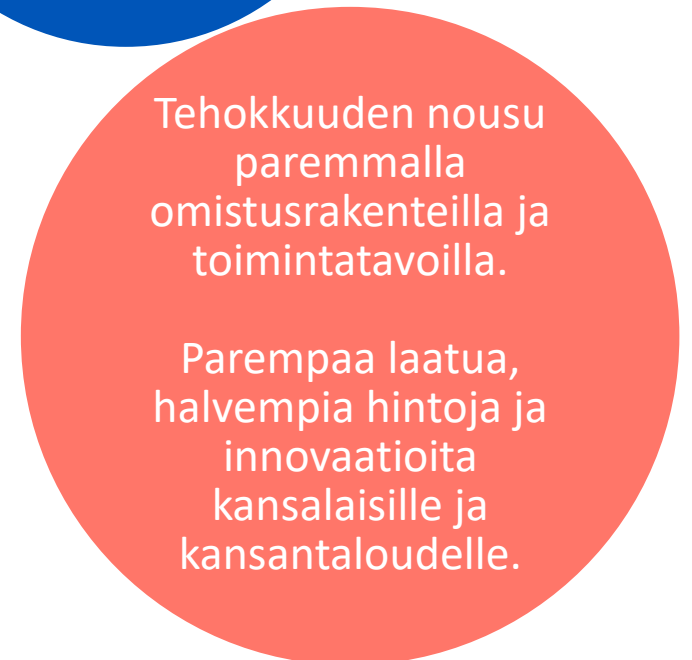 Tehokkuuden nousu
paremmalla
omistusrakenteilla ja
toimintatavoilla.
Parempaa laatua,
halvempia hintoja ja
innovaatioita
kansalaisille ja
kansantaloudelle.